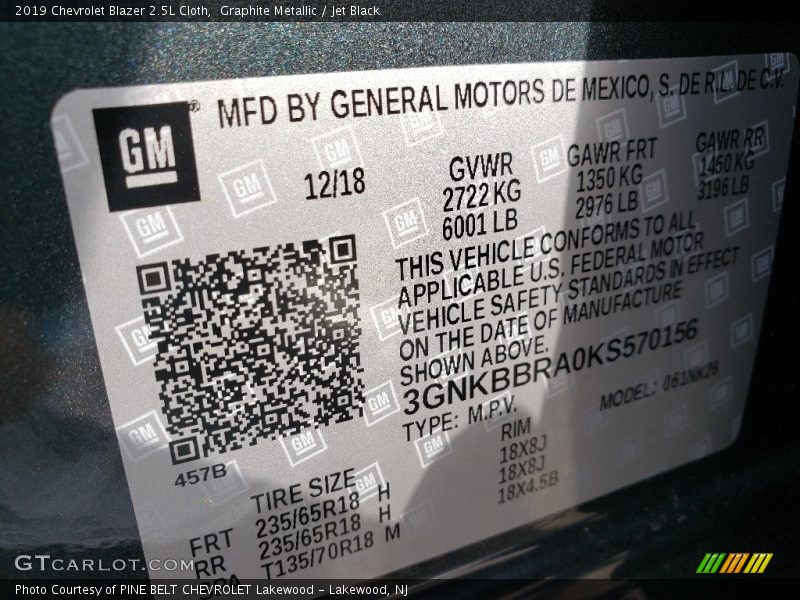 2019 Chevrolet Blazer 2.5L Cloth, Graphite Metallic / Jet Black
GM
® MFD BY GENERAL MOTORS DE MEXICO, S. DE R.L. DE C.V.
12/18
GVWR GAWR FRT GAWR RR
2722 KG 1350 KG 1450 KG
6001 LB 2976 LB 3196 LB
THIS VEHICLE CONFORMS TO ALL
APPLICABLE U.S. FEDERAL MOTOR
VEHICLE SAFETY STANDARDS IN EFFECT
ON THE DATE OF MANUFACTURE
SHOWN ABOVE.
3GNKBBRA0KS570156
TYPE: M.P.V. MODEL: 061NK26
457B
TIRE SIZE RIM
FRT 235/65R18 H 18X8J
RR 235/65R18 H 18X8J
T135/70R18 M 18X4.5B
GTCARLOT.COM
Photo Courtesy of PINE BELT CHEVROLET Lakewood – Lakewood, NJ